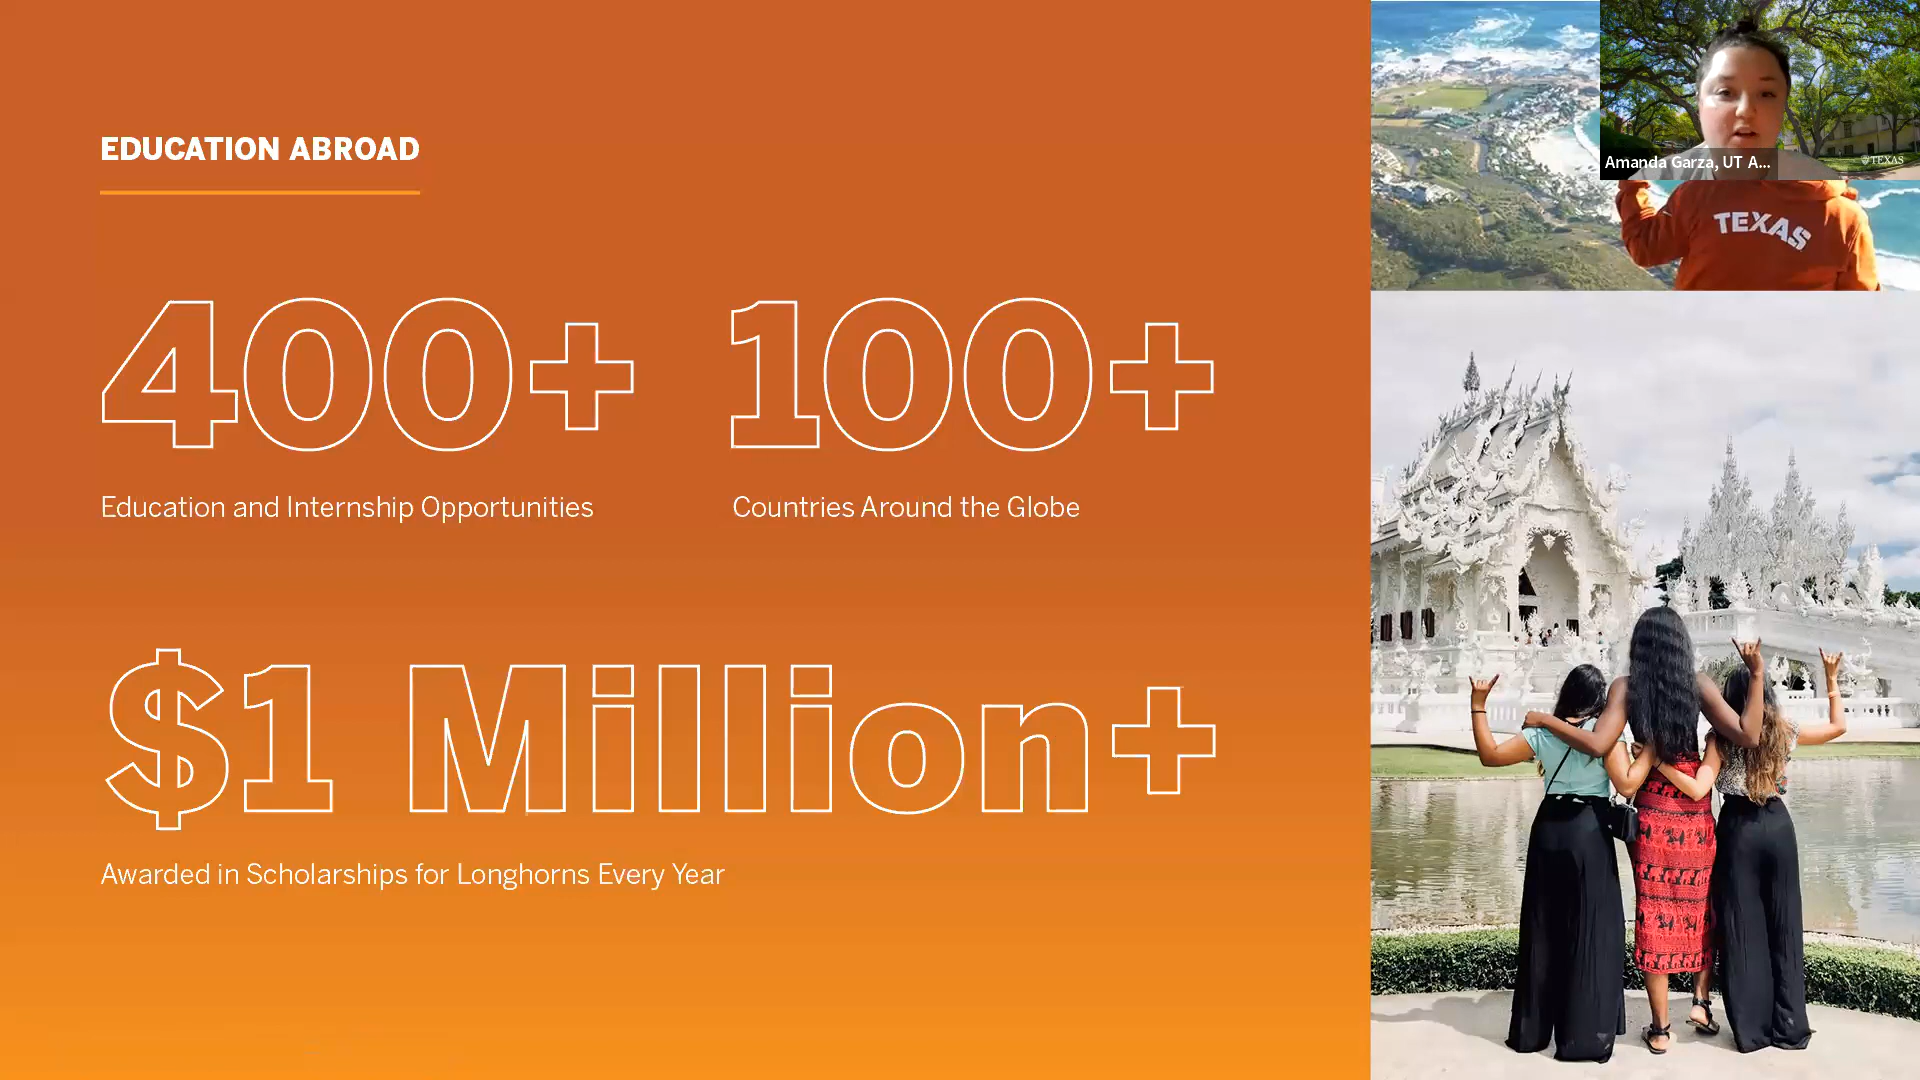 EDUCATION ABROAD
400+
100+
Education and Internship Opportunities
Countries Around the Globe
$1 Million+
Awarded in Scholarships for Longhorns Every Year
Amanda Garza, UT A...
TEXAS
TEXAS